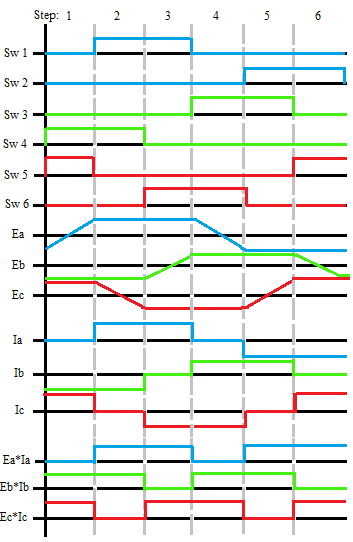 Step: 1 2 3 4 5 6
Sw 1
Sw 2
Sw 3
Sw 4
Sw 5
Sw 6
Ea
Eb
Ec
Ia
Ib
Ic
Ea*Ia
Eb*Ib
Ec*Ic